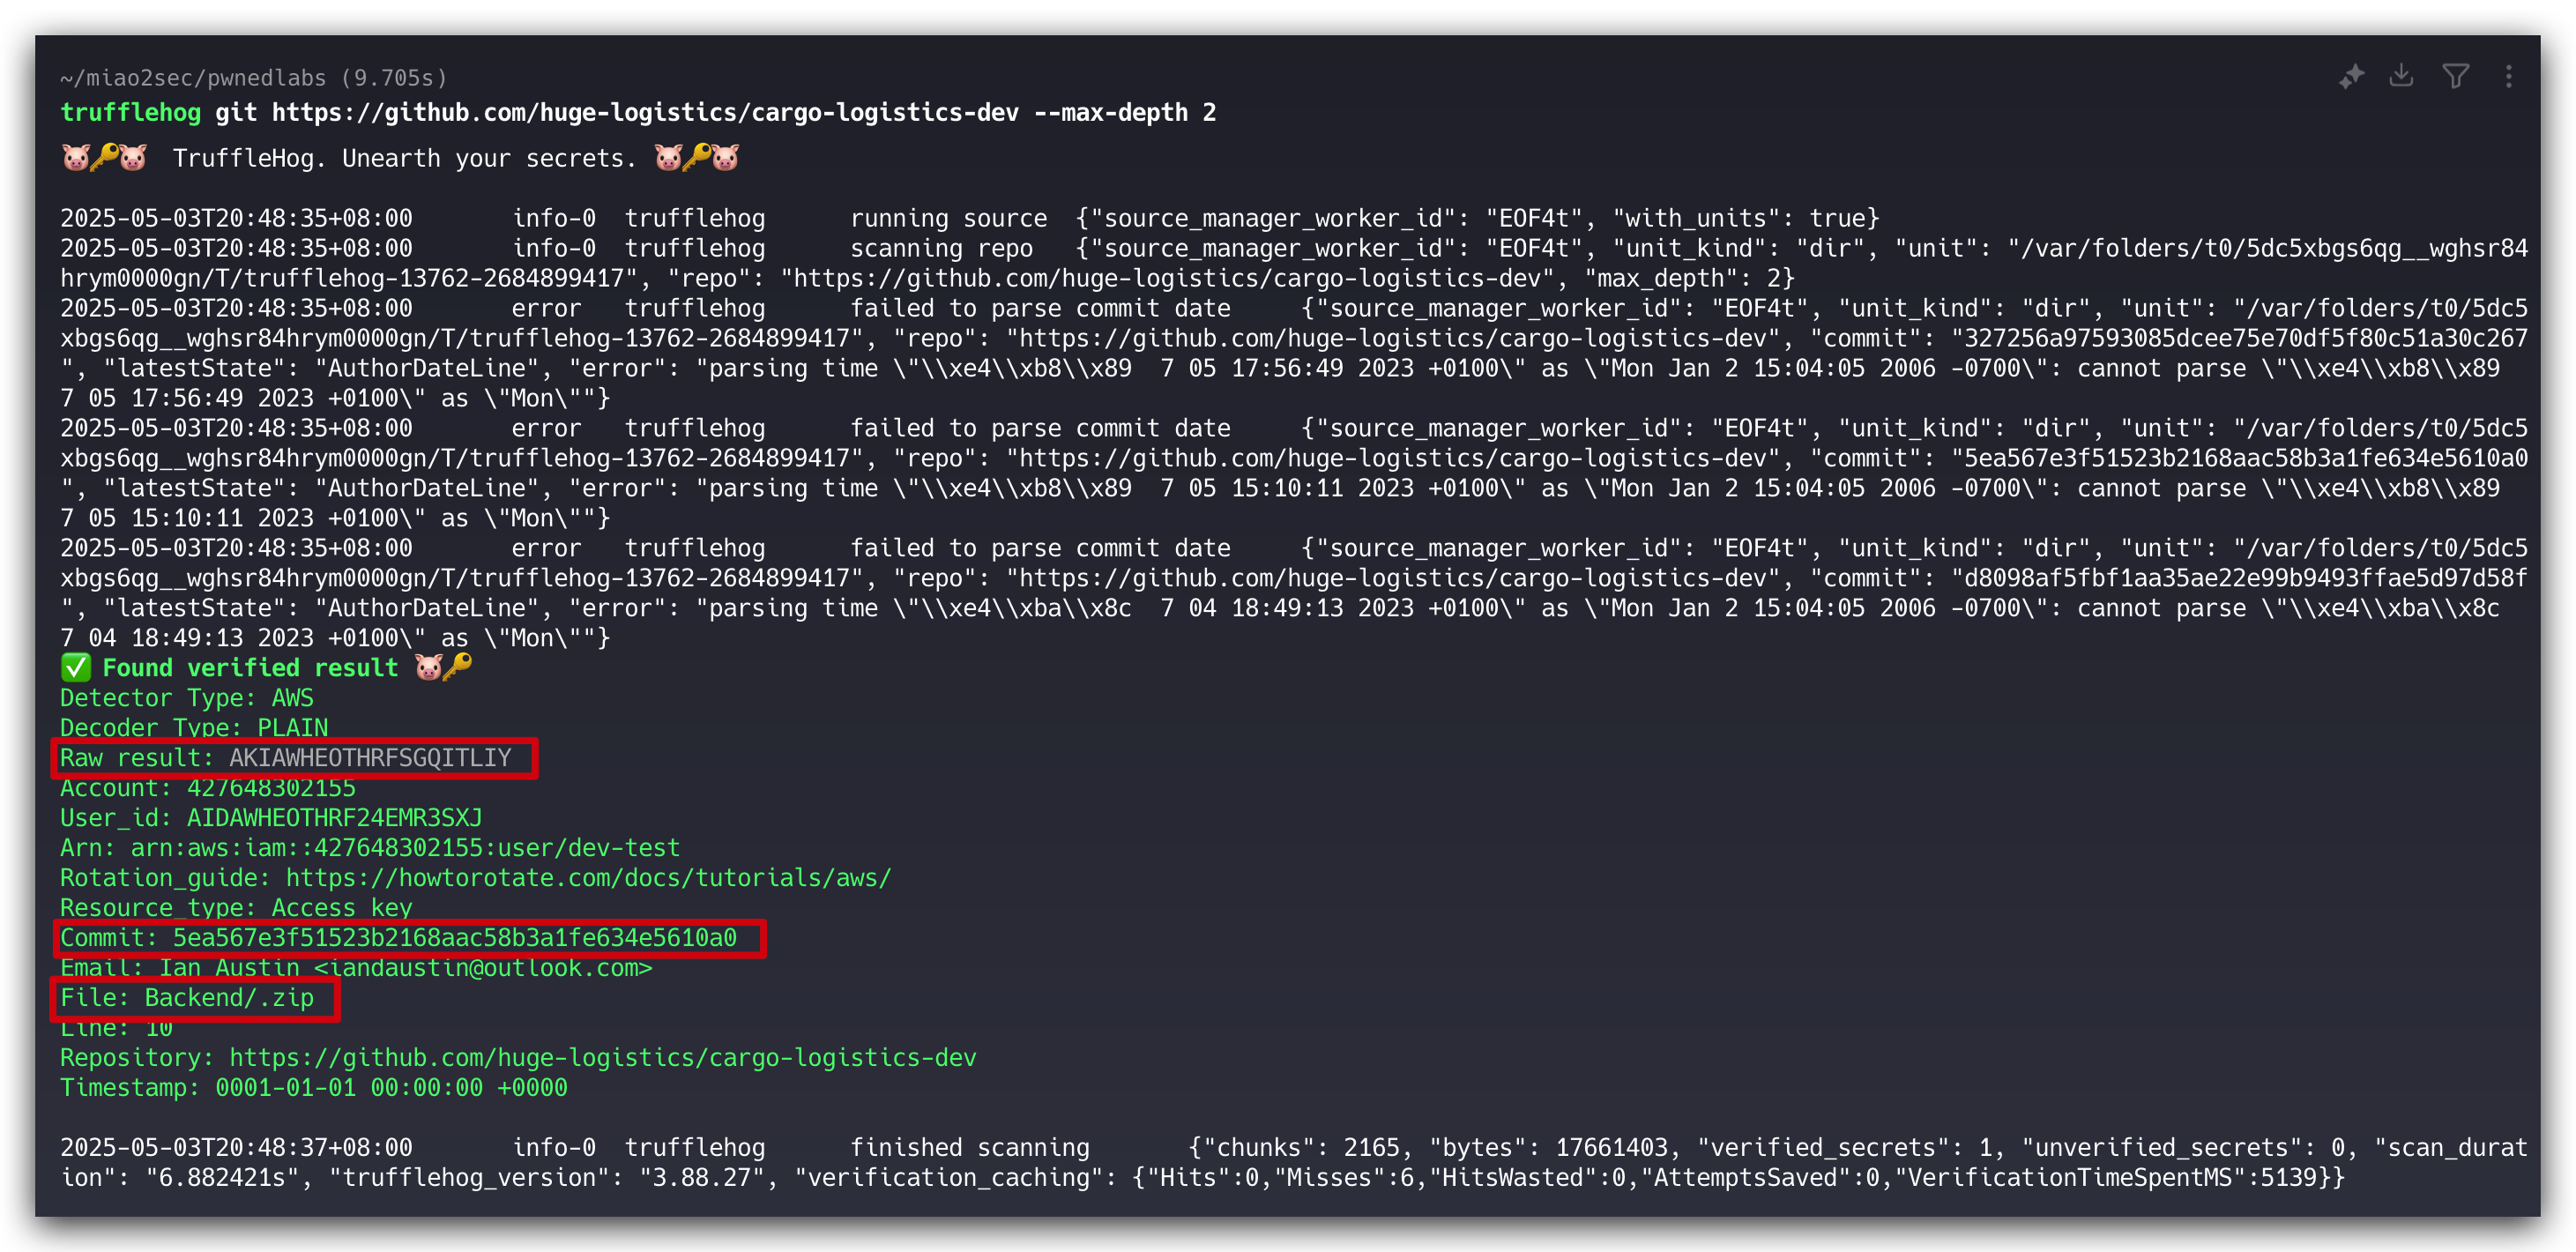 ~/miao2sec/pwnedlabs (9.705s)
trufflehog git https://github.com/huge-logistics/cargo-logistics-dev --max-depth 2
🐷🔑🐷  TruffleHog. Unearth your secrets. 🐷🔑🐷
2025-05-03T20:48:35+08:00       info-0  trufflehog      running source  {"source_manager_worker_id": "EOF4t", "with_units": true}
2025-05-03T20:48:35+08:00       info-0  trufflehog      scanning repo   {"source_manager_worker_id": "EOF4t", "unit_kind": "dir", "unit": "/var/folders/t0/5dc5xbgs6qg__wghsr84
hrym0000gn/T/trufflehog-13762-2684899417", "repo": "https://github.com/huge-logistics/cargo-logistics-dev", "max_depth": 2}
2025-05-03T20:48:35+08:00       error   trufflehog      failed to parse commit date     {"source_manager_worker_id": "EOF4t", "unit_kind": "dir", "unit": "/var/folders/t0/5dc5
xbgs6qg__wghsr84hrym0000gn/T/trufflehog-13762-2684899417", "repo": "https://github.com/huge-logistics/cargo-logistics-dev", "commit": "327256a97593085dcee75e70df5f80c51a30c267
", "latestState": "AuthorDateLine", "error": "parsing time \"\\xe4\\xb8\\x89  7 05 17:56:49 2023 +0100\" as \"Mon Jan 2 15:04:05 2006 -0700\": cannot parse \"\\xe4\\xb8\\x89
7 05 17:56:49 2023 +0100\" as \"Mon\""}
2025-05-03T20:48:35+08:00       error   trufflehog      failed to parse commit date     {"source_manager_worker_id": "EOF4t", "unit_kind": "dir", "unit": "/var/folders/t0/5dc5
xbgs6qg__wghsr84hrym0000gn/T/trufflehog-13762-2684899417", "repo": "https://github.com/huge-logistics/cargo-logistics-dev", "commit": "5ea567e3f51523b2168aac58b3a1fe634e5610a0
", "latestState": "AuthorDateLine", "error": "parsing time \"\\xe4\\xb8\\x89  7 05 15:10:11 2023 +0100\" as \"Mon Jan 2 15:04:05 2006 -0700\": cannot parse \"\\xe4\\xb8\\x89
7 05 15:10:11 2023 +0100\" as \"Mon\""}
2025-05-03T20:48:35+08:00       error   trufflehog      failed to parse commit date     {"source_manager_worker_id": "EOF4t", "unit_kind": "dir", "unit": "/var/folders/t0/5dc5
xbgs6qg__wghsr84hrym0000gn/T/trufflehog-13762-2684899417", "repo": "https://github.com/huge-logistics/cargo-logistics-dev", "commit": "d8098af5fbf1aa35ae22e99b9493ffae5d97d58f
", "latestState": "AuthorDateLine", "error": "parsing time \"\\xe4\\xba\\x8c  7 04 18:49:13 2023 +0100\" as \"Mon Jan 2 15:04:05 2006 -0700\": cannot parse \"\\xe4\\xba\\x8c
7 04 18:49:13 2023 +0100\" as \"Mon\""}
✅ Found verified result 🐷🔑
Detector Type: AWS
Decoder Type: PLAIN
Raw result: AKIAWHEOTHRFSGQITLIY
Account: 427648302155
User_id: AIDAWHEOTHRF24EMR3SXJ
Arn: arn:aws:iam::427648302155:user/dev-test
Rotation_guide: https://howtorotate.com/docs/tutorials/aws/
Resource_type: Access key
Commit: 5ea567e3f51523b2168aac58b3a1fe634e5610a0
Email: Ian Austin <iandaustin@outlook.com>
File: Backend/.zip
Line: 10
Repository: https://github.com/huge-logistics/cargo-logistics-dev
Timestamp: 0001-01-01 00:00:00 +0000
2025-05-03T20:48:37+08:00       info-0  trufflehog      finished scanning       {"chunks": 2165, "bytes": 17661403, "verified_secrets": 1, "unverified_secrets": 0, "scan_durat
ion": "6.882421s", "trufflehog_version": "3.88.27", "verification_caching": {"Hits":0,"Misses":6,"HitsWasted":0,"AttemptsSaved":0,"VerificationTimeSpentMS":5139}}